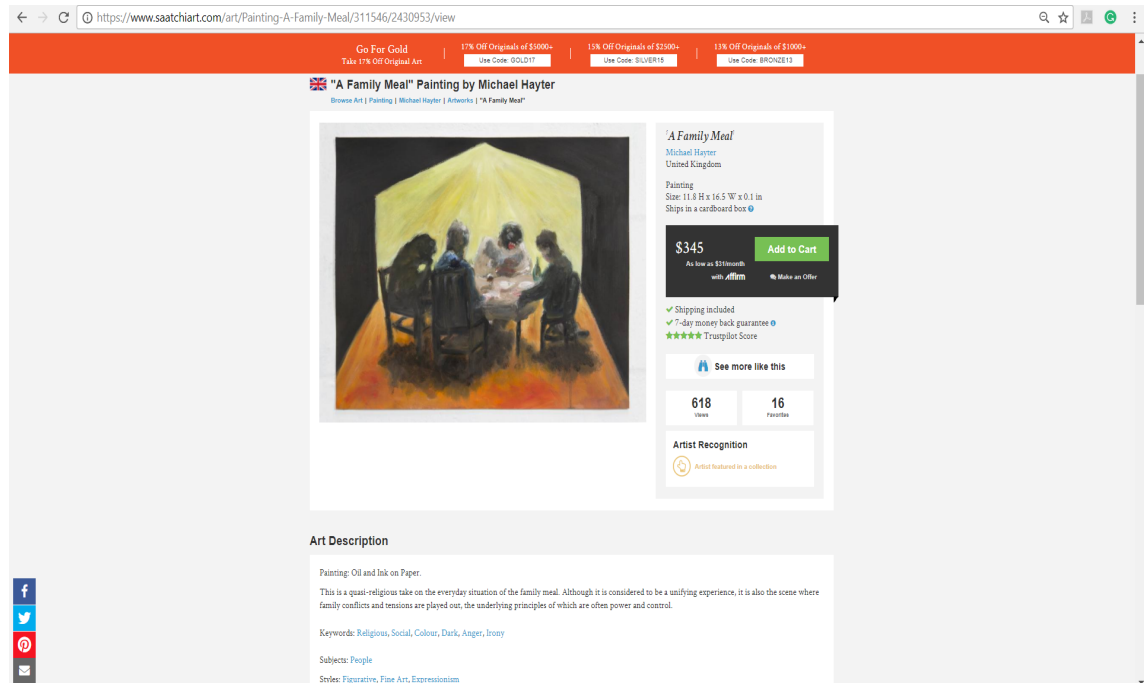 https://www.saatchiart.com/art/Painting-A-Family-Meal/311546/2430953/view
Go For Gold
Take 17% Off Original Art
17% Off Originals of $5000+
Use Code: GOLD17
15% Off Originals of $2500+
Use Code: SILVER15
13% Off Originals of $1000+
Use Code: BRONZE13
"A Family Meal" Painting by Michael Hayter
Browse Art | Painting | Michael Hayter | Artworks | "A Family Meal"
'A Family Meal'
Michael Hayter
United Kingdom
Painting
Size: 11.8 H x 16.5 W x 0.1 in
Ships in a cardboard box
$345
Add to Cart
As low as $31/month
with affirm
Make an Offer
Shipping included
7-day money back guarantee
Trustpilot Score
See more like this
618
Views
16
Favorites
Artist Recognition
Artist featured in a collection
Art Description
Painting: Oil and Ink on Paper.
This is a quasi-religious take on the everyday situation of the family meal. Although it is considered to be a unifying experience, it is also the scene where
family conflicts and tensions are played out, the underlying principles of which are often power and control.
Keywords: Religious, Social, Colour, Dark, Anger, Irony
Subjects: People
Styles: Figurative, Fine Art, Expressionism